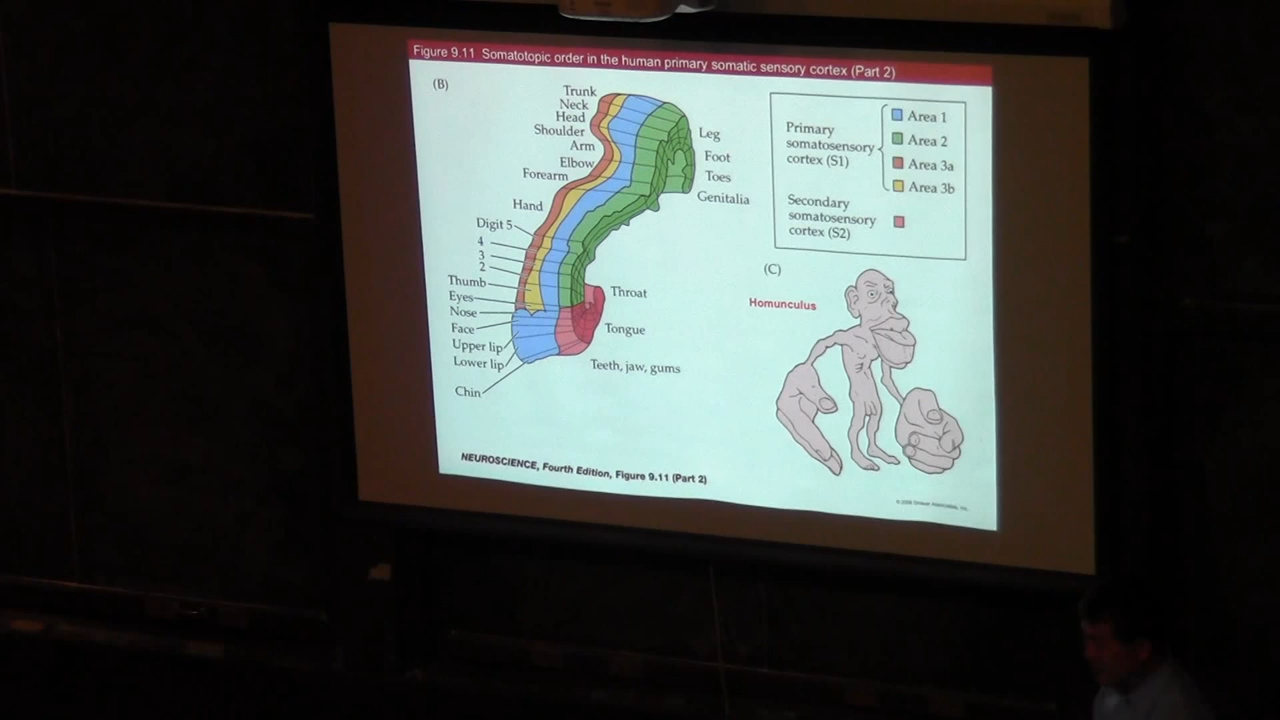 Figure 9.11 Somatotopic order in the human primary somatic sensory cortex (Part 2)
(B)
Trunk
Neck
Head
Shoulder
Arm
Elbow
Forearm
Hand
Digit 5
4
3
2
Thumb
Eyes
Nose
Face
Upper lip
Lower lip
Chin
Leg
Foot
Toes
Genitalia
Throat
Tongue
Teeth, jaw, gums
Primary
somatosensory
cortex (S1)
Area 1
Area 2
Area 3a
Area 3b
Secondary
somatosensory
cortex (S2)
(C)
Homunculus
NEUROSCIENCE, Fourth Edition, Figure 9.11 (Part 2)